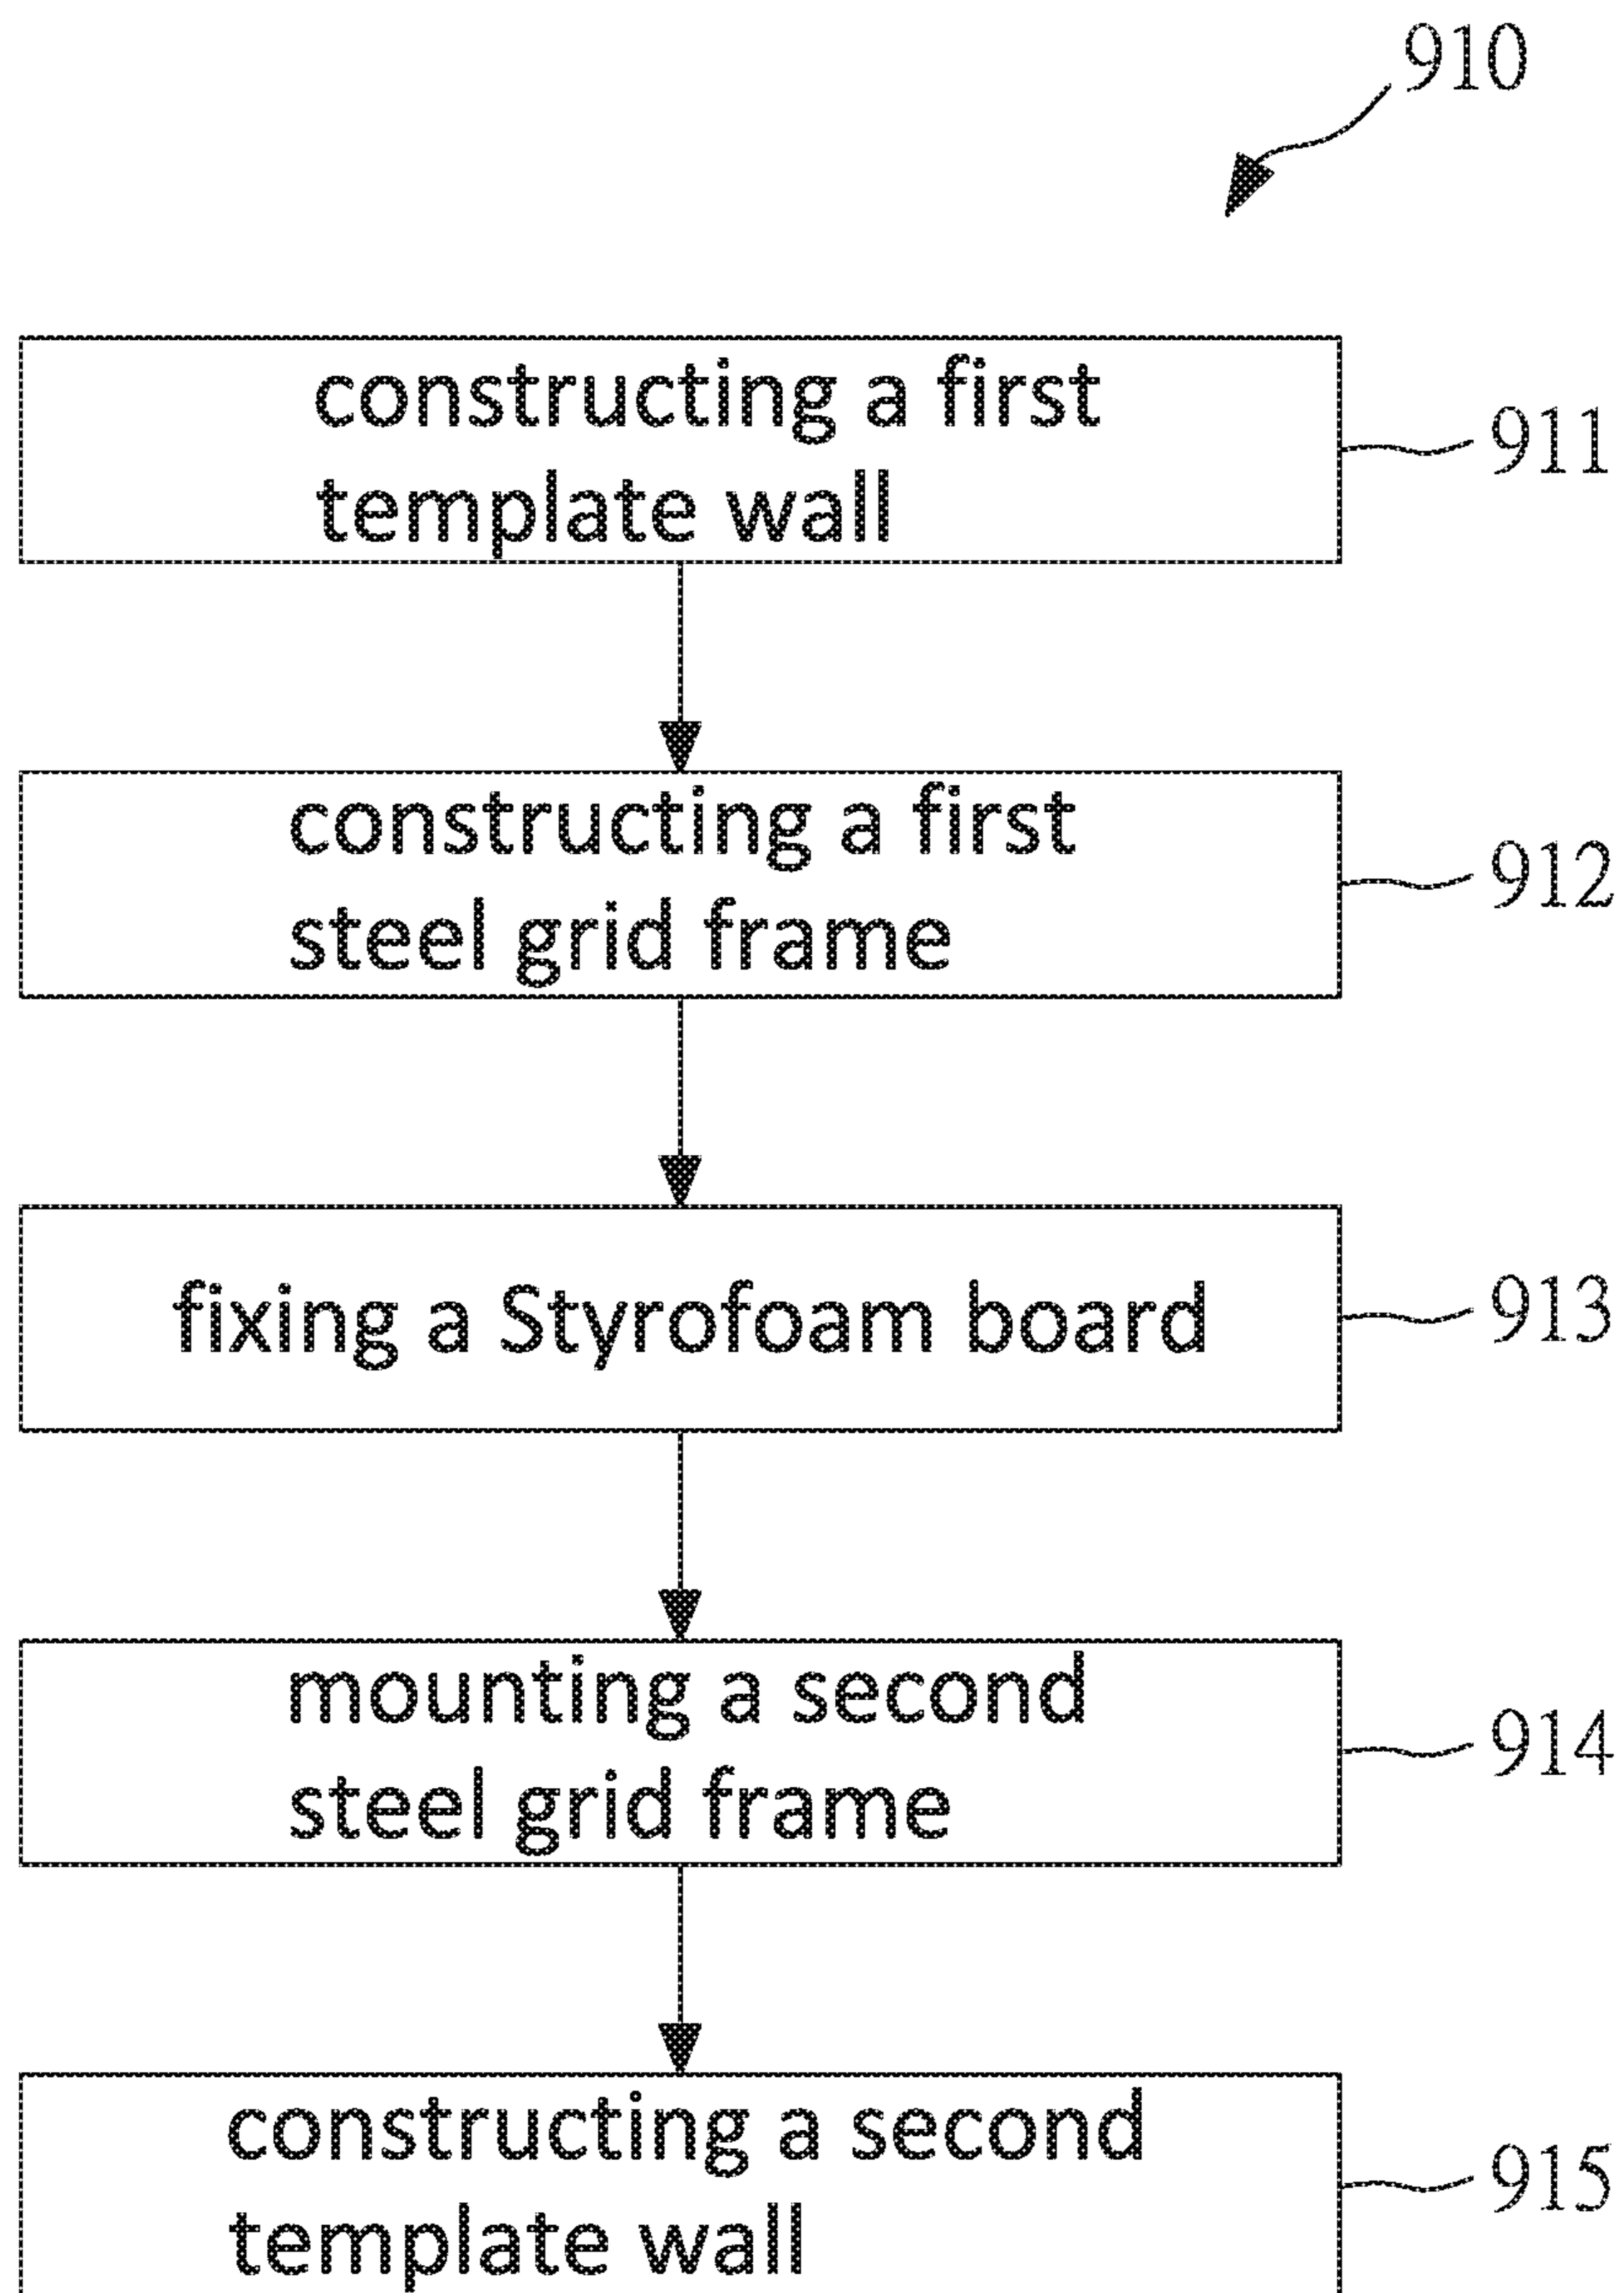 910
constructing a first
template wall
911
constructing a first
steel grid frame
912
fixing a Styrofoam board
913
mounting a second
steel grid frame
914
constructing a second
template wall
915